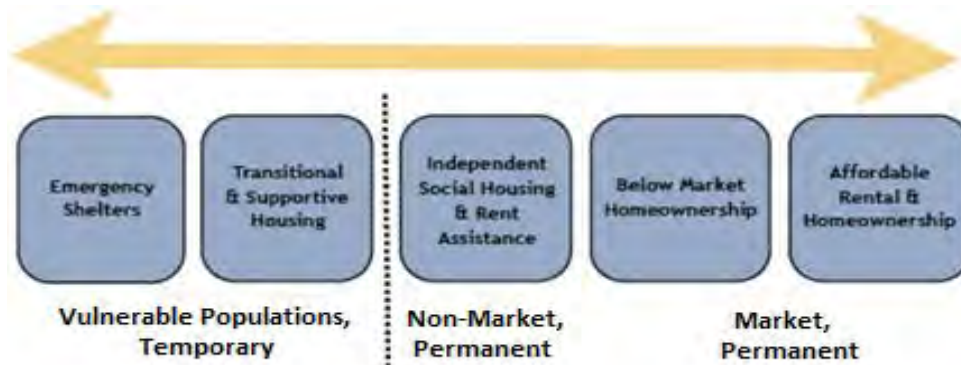 Emergency
Shelters
Transitional
& Supportive
Housing
Independent
Social Housing
& Rent
Assistance
Below Market
Homeownership
Affordable
Rental &
Homeownership
Vulnerable Populations,
Temporary
Non-Market,
Permanent
Market,
Permanent